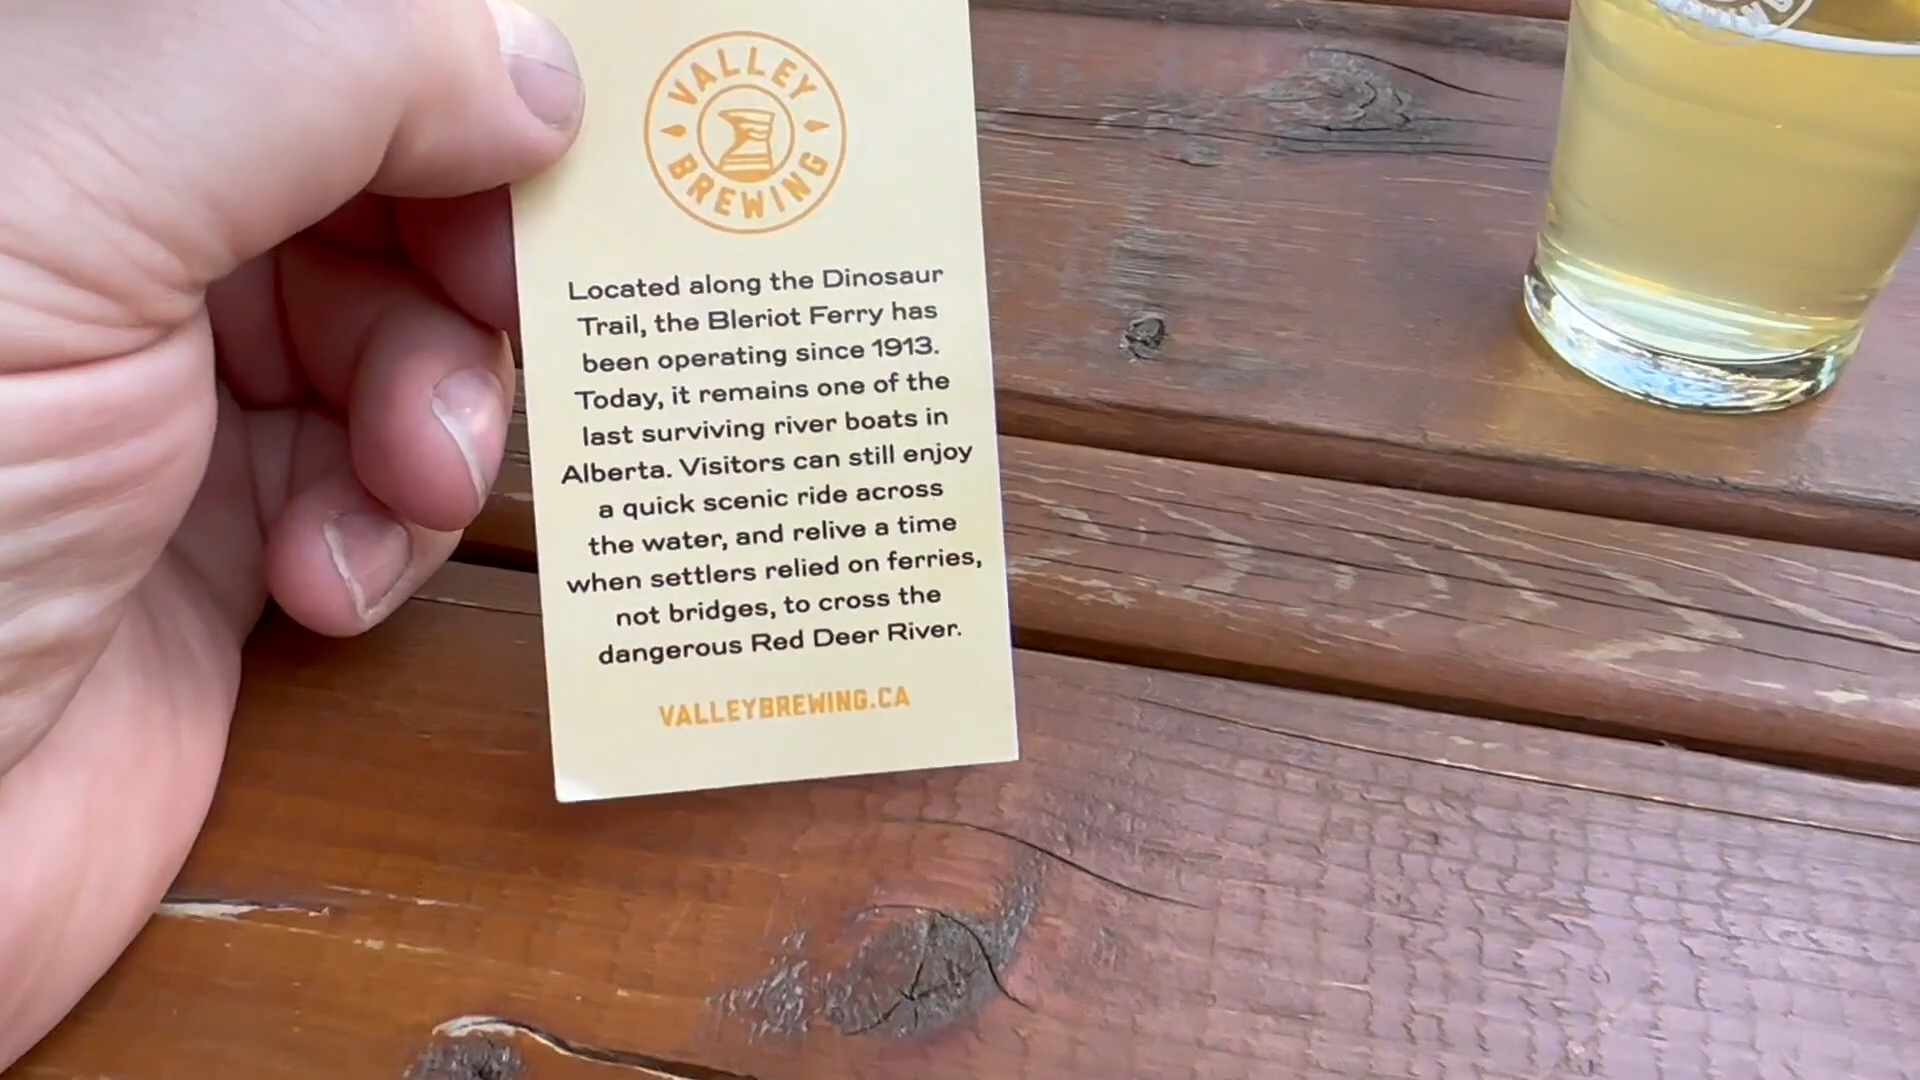 VALLEY
BREWING
Located along the Dinosaur
Trail, the Bleriot Ferry has
been operating since 1913.
Today, it remains one of the
last surviving river boats in
Alberta. Visitors can still enjoy
a quick scenic ride across
the water, and relive a time
when settlers relied on ferries,
not bridges, to cross the
dangerous Red Deer River.
VALLEYBREWING.CA